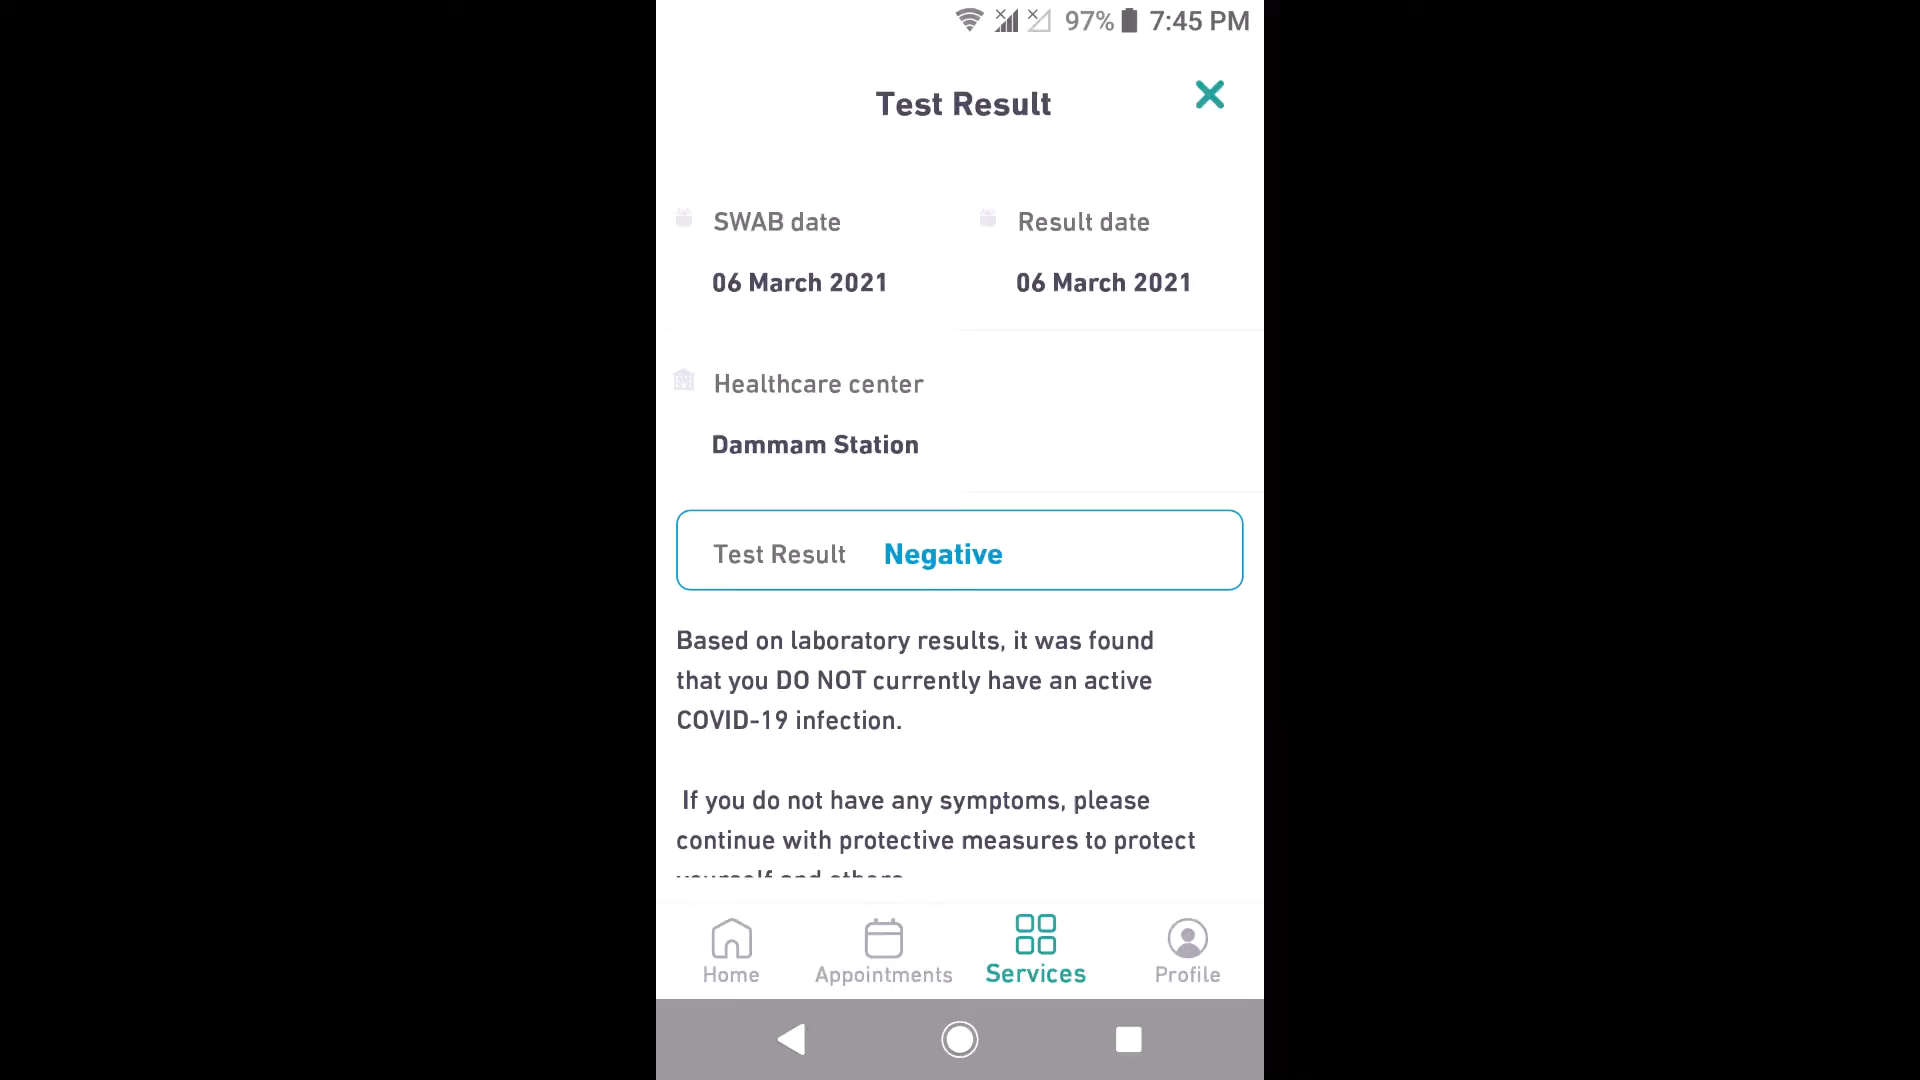 97% 7:45 PM
Test Result
SWAB date Result date
06 March 2021 06 March 2021
Healthcare center
Dammam Station
Test Result Negative
Based on laboratory results, it was found
that you DO NOT currently have an active
COVID-19 infection.
If you do not have any symptoms, please
continue with protective measures to protect
yourself and others
Home Appointments Services Profile